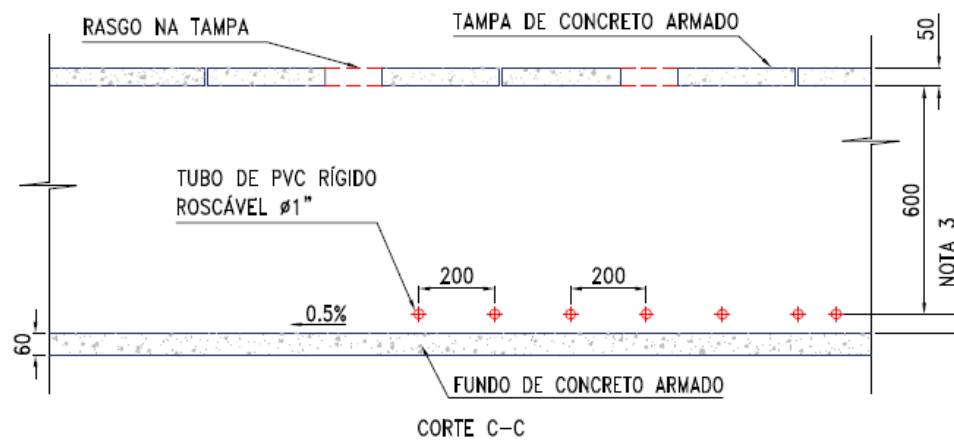 RASGO NA TAMPA
TAMPA DE CONCRETO ARMADO
50
TUBO DE PVC RÍGIDO
ROSCÁVEL ø1"
600
NOTA 3
200
200
0.5%
60
FUNDO DE CONCRETO ARMADO
CORTE C-C